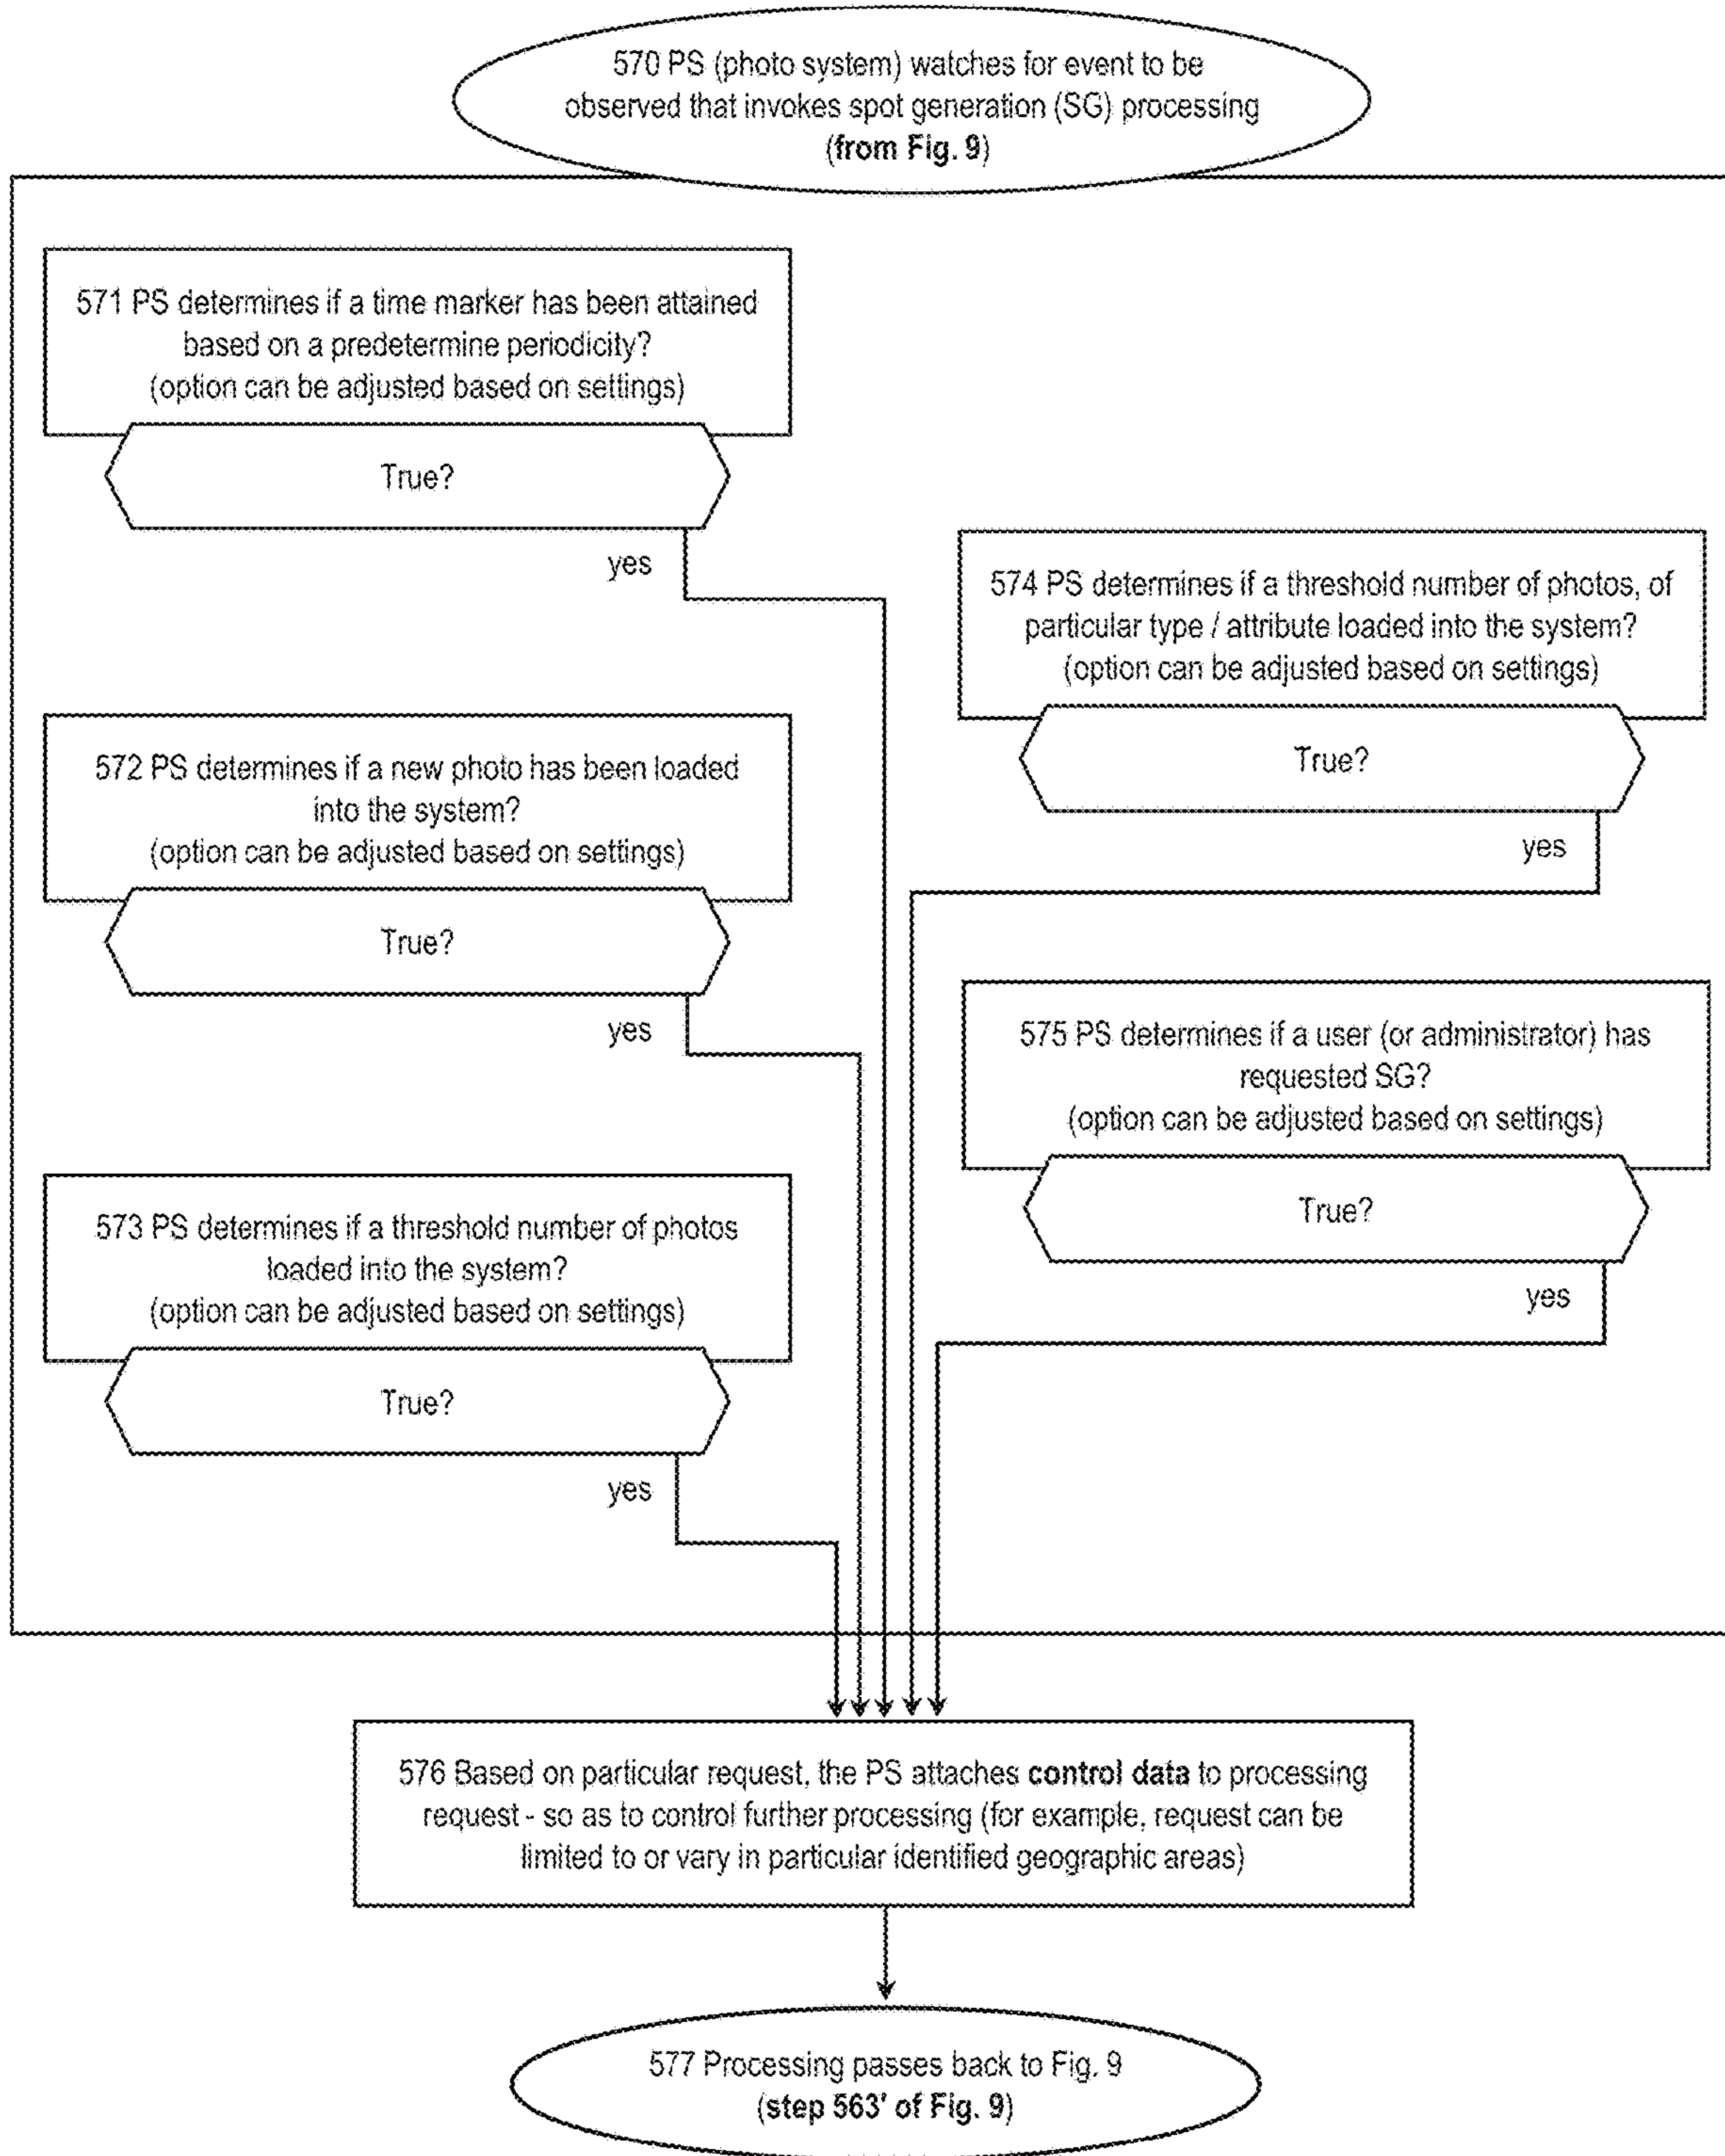 570 PS (photo system) watches for event to be
observed that invokes spot generation (SG) processing
(from Fig. 9)
571 PS determines if a time marker has been attained
based on a predetermine periodicity?
(option can be adjusted based on settings)
True?
yes
572 PS determines if a new photo has been loaded
into the system?
(option can be adjusted based on settings)
True?
yes
573 PS determines if a threshold number of photos
loaded into the system?
(option can be adjusted based on settings)
True?
yes
574 PS determines if a threshold number of photos, of
particular type / attribute loaded into the system?
(option can be adjusted based on settings)
True?
yes
575 PS determines if a user (or administrator) has
requested SG?
(option can be adjusted based on settings)
True?
yes
576 Based on particular request, the PS attaches control data to processing
request - so as to control further processing (for example, request can be
limited to or vary in particular identified geographic areas)
577 Processing passes back to Fig. 9
(step 563' of Fig. 9)